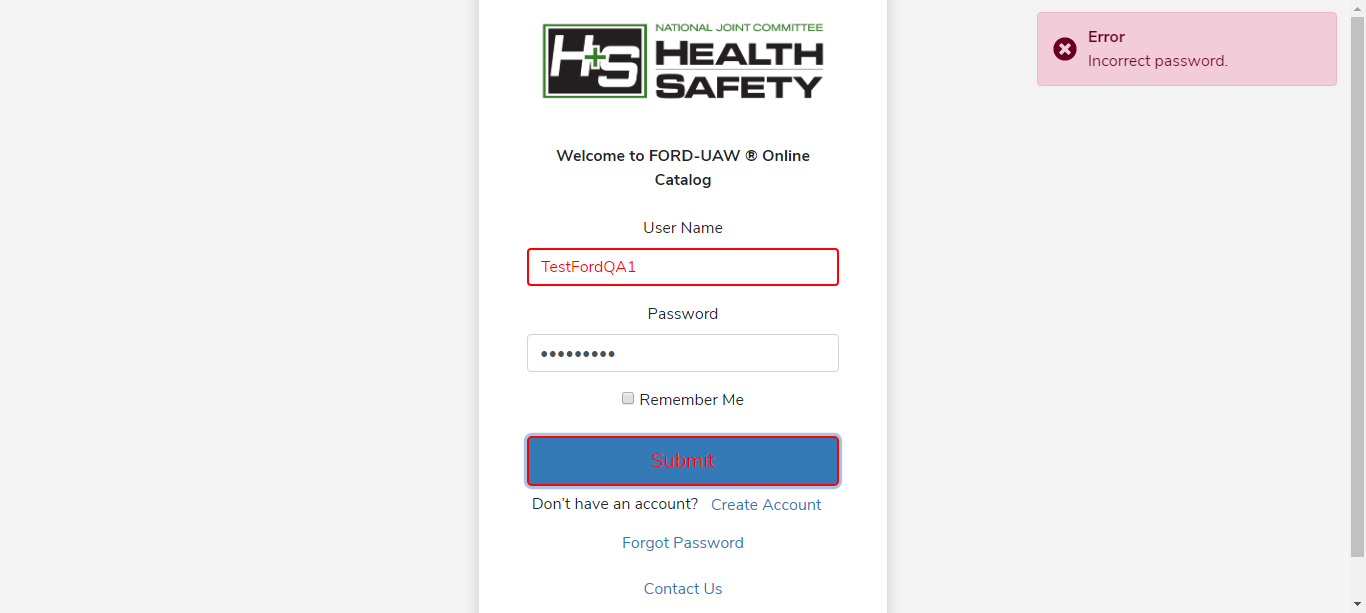 NATIONAL JOINT COMMITTEE
H+S HEALTH
SAFETY
Error
Incorrect password.
Welcome to FORD-UAW ® Online
Catalog
User Name
TestFordQA1
Password
•••••••••
Remember Me
Submit
Don't have an account? Create Account
Forgot Password
Contact Us